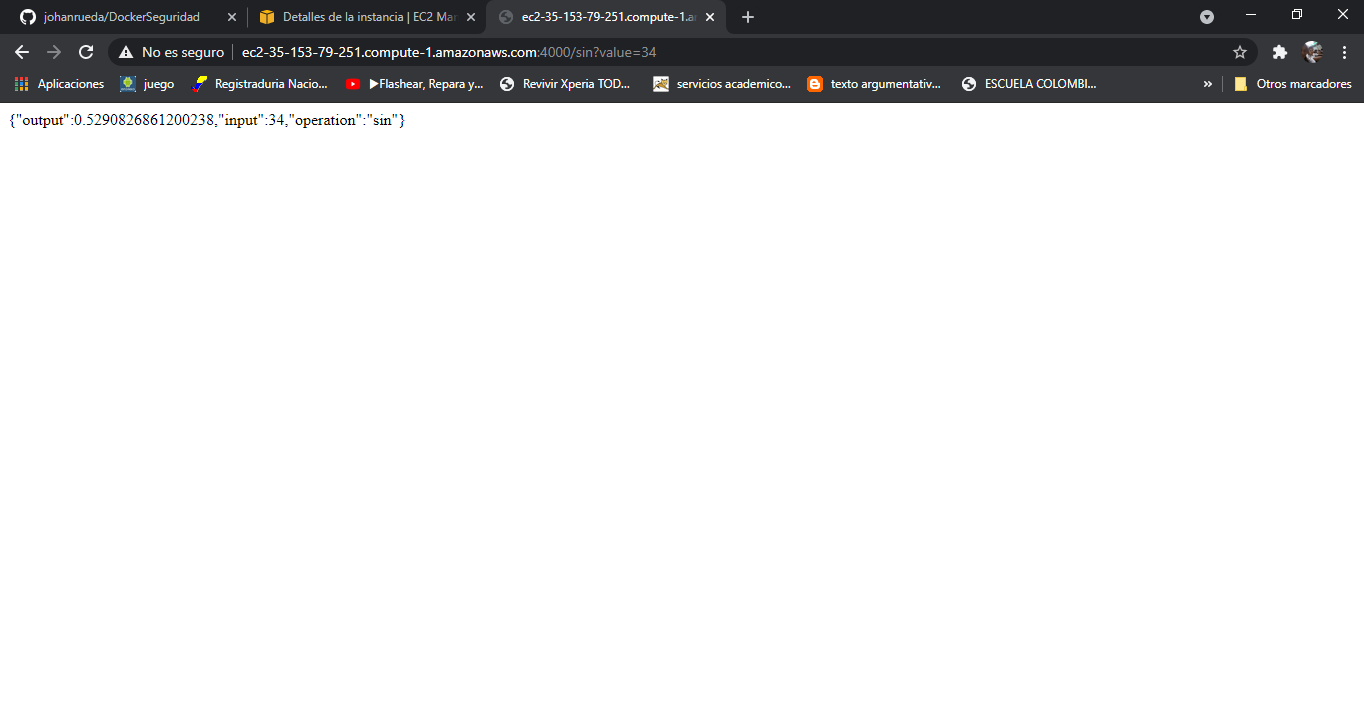 johanrueda/DockerSeguridad
Detalles de la instancia | EC2 Mar
ec2-35-153-79-251.compute-1.a
No es seguro
ec2-35-153-79-251.compute-1.amazonaws.com:4000/sin?value=34
Aplicaciones
juego
Registraduria Nacio...
▶Flashear, Repara y...
Revivir Xperia TOD...
servicios academico...
texto argumentativ...
ESCUELA COLOMBI...
»
Otros marcadores
{"output":0.5290826861200238,"input":34,"operation":"sin"}